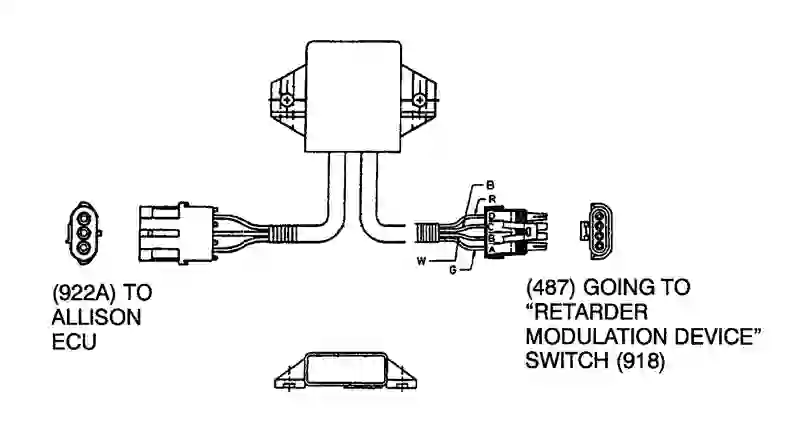 B
R
D
C
B
A
W
G
(922A) TO
ALLISON
ECU
(487) GOING TO
“RETARDER
MODULATION DEVICE”
SWITCH (918)